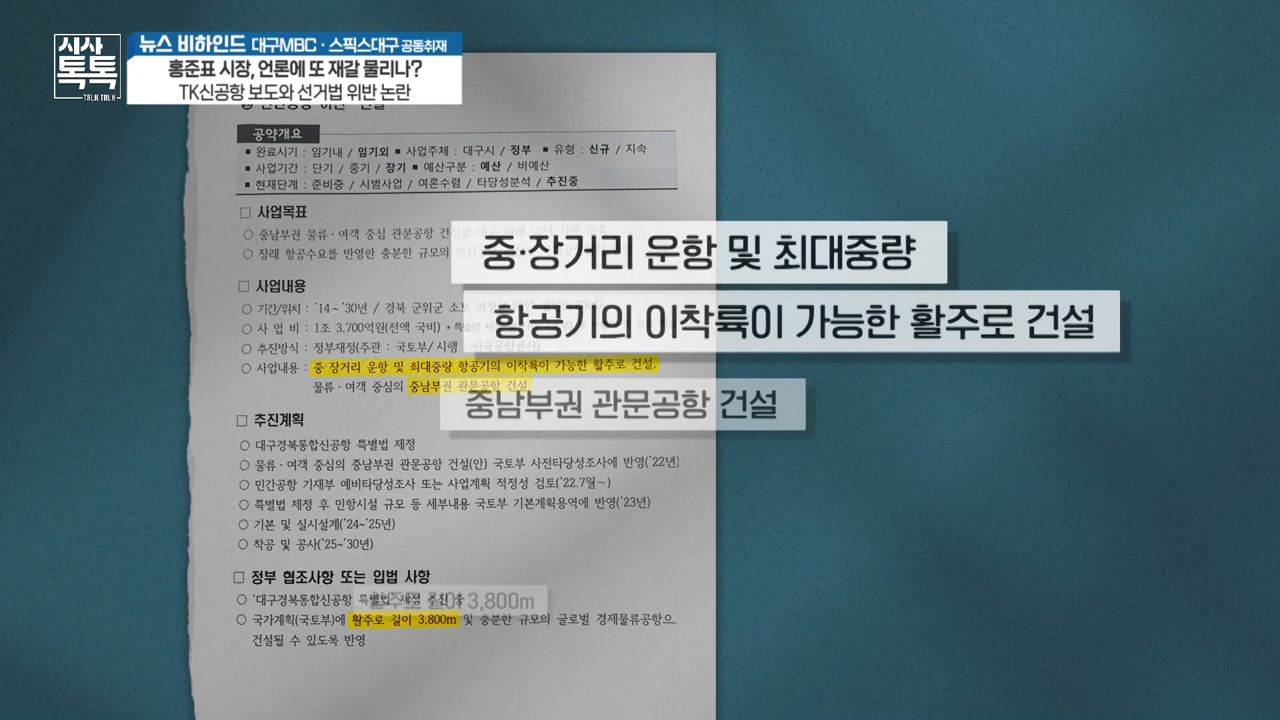 시사
톡톡
TALK TALK
뉴스 비하인드 대구MBC · 스픽스대구 공동취재
홍준표 시장, 언론에 또 재갈 물리나?
TK신공항 보도와 선거법 위반 논란
공약개요
■ 완료시기 : 임기내 / 임기외 ■ 사업주체 : 대구시 / 정부 ■ 유형 : 신규 / 지속
■ 사업기간 : 단기 / 중기 / 장기 ■ 예산구분 : 예산 / 비예산
■ 현재단계 : 준비중 / 시범사업 / 여론수렴 / 타당성분석 / 추진중
□ 사업목표
○ 중남부권 물류 · 여객 중심 관문공항 건설로
○ 장래 항공수요를 반영한 충분한 규모의
중·장거리 운항 및 최대중량
항공기의 이착륙이 가능한 활주로 건설
□ 사업내용
○ 기간/위치 : '14 ~ '30년 / 경북 군위군 소보
○ 사 업 비 : 1조 3,700억원(전액 국비)
○ 추진방식 : 정부재정(주관 : 국토부/ 시행 : 한국공항공사)
○ 사업내용 : 중·장거리 운항 및 최대중량 항공기의 이착륙이 가능한 활주로 건설,
물류 · 여객 중심의 중남부권 관문공항 건설
중남부권 관문공항 건설
□ 추진계획
○ 대구경북통합신공항 특별법 제정
○ 물류 · 여객 중심의 중남부권 관문공항 건설(안) 국토부 사전타당성조사에 반영('22년)
○ 민간공항 기재부 예비타당성조사 또는 사업계획 적정성 검토('22.7월~)
○ 특별법 제정 후 민항시설 규모 등 세부내용 국토부 기본계획용역에 반영('23년)
○ 기본 및 실시설계('24~'25년)
○ 착공 및 공사('25~'30년)
□ 정부 협조사항 또는 입법 사항
○ '대구경북통합신공항 특별법' 제정 추진 중
활주로 길이 3,800m
○ 국가계획(국토부)에 활주로 길이 3,800m 및 충분한 규모의 글로벌 경제물류공항으로
건설될 수 있도록 반영